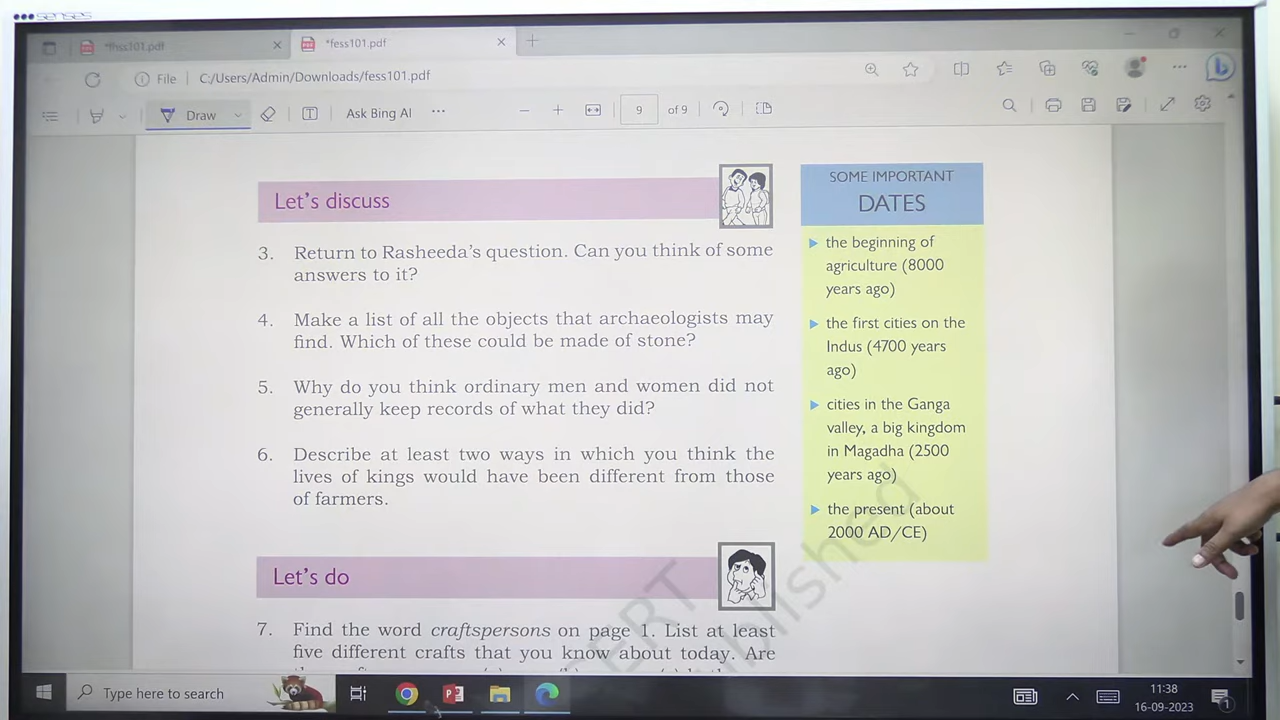 senses
*fhss101.pdf
*fess101.pdf
File C:/Users/Admin/Downloads/fess101.pdf
Draw
Ask Bing AI
9 of 9
Let's discuss
3. Return to Rasheeda's question. Can you think of some
answers to it?
4. Make a list of all the objects that archaeologists may
find. Which of these could be made of stone?
5. Why do you think ordinary men and women did not
generally keep records of what they did?
6. Describe at least two ways in which you think the
lives of kings would have been different from those
of farmers.
Let's do
7. Find the word craftspersons on page 1. List at least
five different crafts that you know about today. Are
SOME IMPORTANT
DATES
the beginning of
agriculture (8000
years ago)
the first cities on the
Indus (4700 years
ago)
cities in the Ganga
valley, a big kingdom
in Magadha (2500
years ago)
the present (about
2000 AD/CE)
Type here to search
11:38
16-09-2023
1